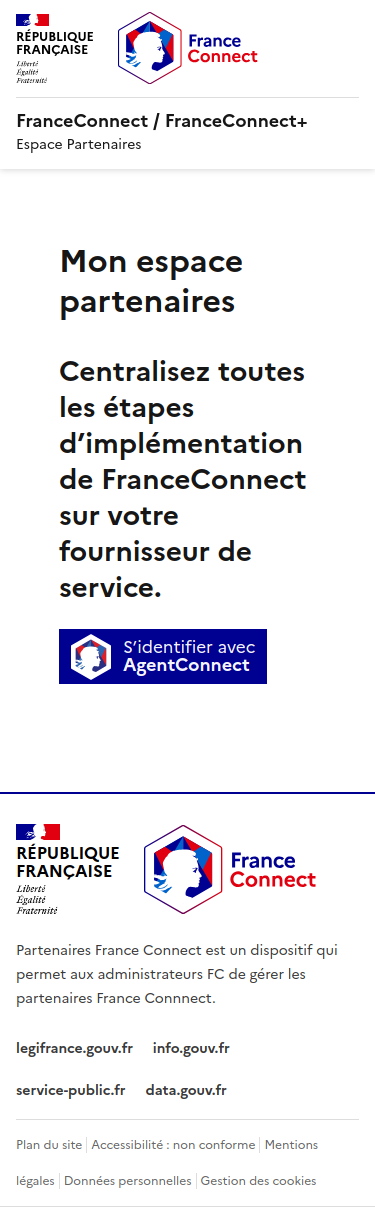 RÉPUBLIQUE
FRANÇAISE
Liberté
Égalité
Fraternité
France
Connect
FranceConnect / FranceConnect+
Espace Partenaires
Mon espace
partenaires
Centralisez toutes
les étapes
d’implémentation
de FranceConnect
sur votre
fournisseur de
service.
S’identifier avec
AgentConnect
RÉPUBLIQUE
FRANÇAISE
Liberté
Égalité
Fraternité
France
Connect
Partenaires France Connect est un dispositif qui
permet aux administrateurs FC de gérer les
partenaires France Connnect.
legifrance.gouv.fr info.gouv.fr
service-public.fr data.gouv.fr
Plan du site Accessibilité : non conforme Mentions
légales Données personnelles Gestion des cookies